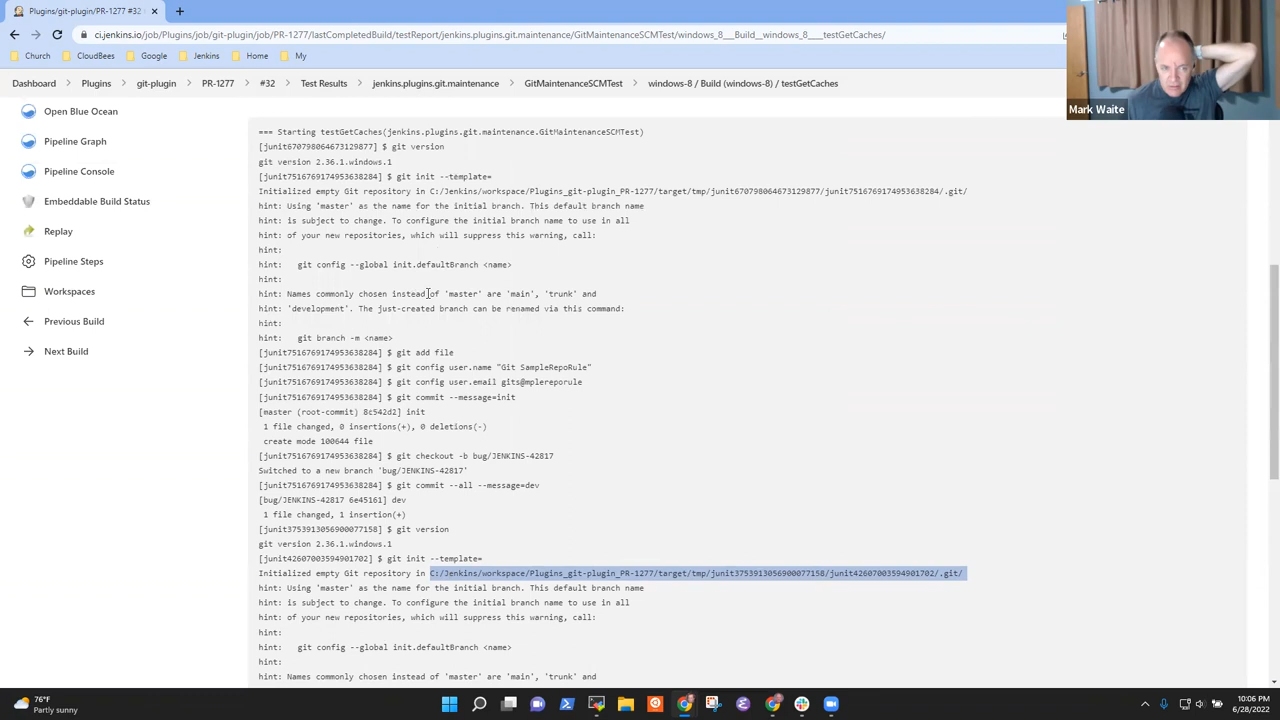 Plugins/git-plugin/PR-1277 #32
ci.jenkins.io/job/Plugins/job/git-plugin/job/PR-1277/lastCompletedBuild/testReport/jenkins.plugins.git.maintenance/GitMaintenanceSCMTest/windows_8___Build__windows_8____testGetCaches/
Church CloudBees Google Jenkins Home My
Mark Waite
Dashboard Plugins git-plugin PR-1277 #32 Test Results jenkins.plugins.git.maintenance GitMaintenanceSCMTest windows-8 / Build (windows-8) / testGetCaches
Open Blue Ocean
Pipeline Graph
Pipeline Console
Embeddable Build Status
Replay
Pipeline Steps
Workspaces
Previous Build
Next Build
=== Starting testGetCaches(jenkins.plugins.git.maintenance.GitMaintenanceSCMTest)
[junit670798064673129877] $ git version
git version 2.36.1.windows.1
[junit7516769174953638284] $ git init --template=
Initialized empty Git repository in C:/Jenkins/workspace/Plugins_git-plugin_PR-1277/target/tmp/junit670798064673129877/junit7516769174953638284/.git/
hint: Using 'master' as the name for the initial branch. This default branch name
hint: is subject to change. To configure the initial branch name to use in all
hint: of your new repositories, which will suppress this warning, call:
hint:
hint:   git config --global init.defaultBranch <name>
hint:
hint: Names commonly chosen instead of 'master' are 'main', 'trunk' and
hint: 'development'. The just-created branch can be renamed via this command:
hint:
hint:   git branch -m <name>
[junit7516769174953638284] $ git add file
[junit7516769174953638284] $ git config user.name "Git SampleRepoRule"
[junit7516769174953638284] $ git config user.email gits@mplereporule
[junit7516769174953638284] $ git commit --message=init
[master (root-commit) 8c542d2] init
1 file changed, 0 insertions(+), 0 deletions(-)
create mode 100644 file
[junit7516769174953638284] $ git checkout -b bug/JENKINS-42817
Switched to a new branch 'bug/JENKINS-42817'
[junit7516769174953638284] $ git commit --all --message=dev
[bug/JENKINS-42817 6e45161] dev
1 file changed, 1 insertion(+)
[junit3753913056900077158] $ git version
git version 2.36.1.windows.1
[junit42607003594901702] $ git init --template=
Initialized empty Git repository in C:/Jenkins/workspace/Plugins_git-plugin_PR-1277/target/tmp/junit3753913056900077158/junit42607003594901702/.git/
hint: Using 'master' as the name for the initial branch. This default branch name
hint: is subject to change. To configure the initial branch name to use in all
hint: of your new repositories, which will suppress this warning, call:
hint:
hint:   git config --global init.defaultBranch <name>
hint:
hint: Names commonly chosen instead of 'master' are 'main', 'trunk' and
76°F
Partly sunny
10:06 PM
6/28/2022